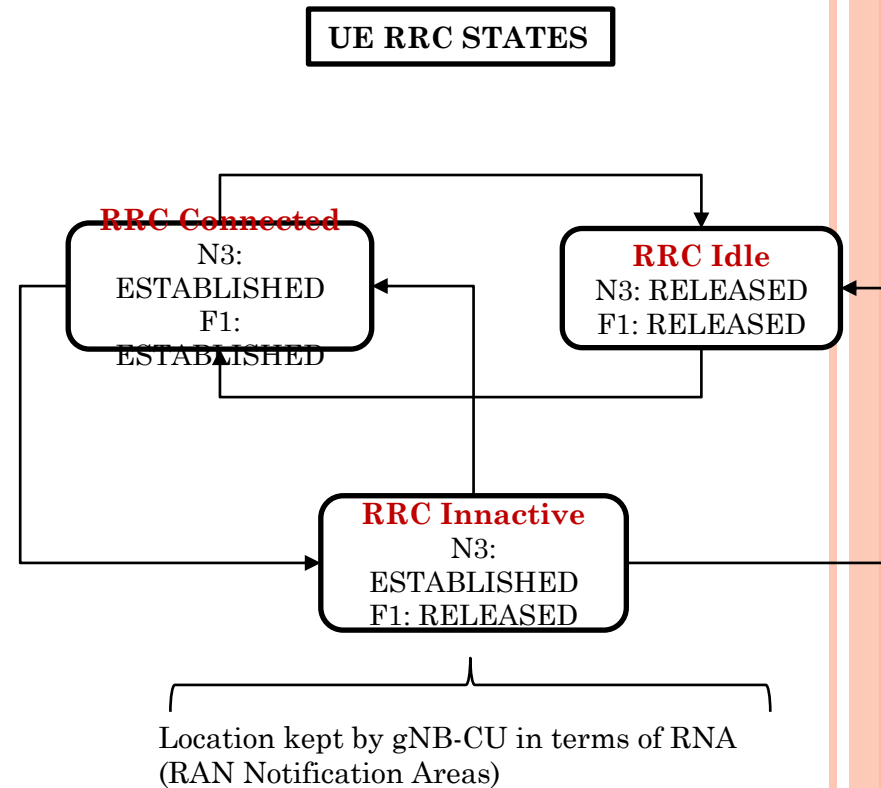 UE RRC STATES
RRC Connected
N3:
ESTABLISHED
F1:
ESTABLISHED
RRC Idle
N3: RELEASED
F1: RELEASED
RRC Innactive
N3:
ESTABLISHED
F1: RELEASED
Location kept by gNB-CU in terms of RNA
(RAN Notification Areas)